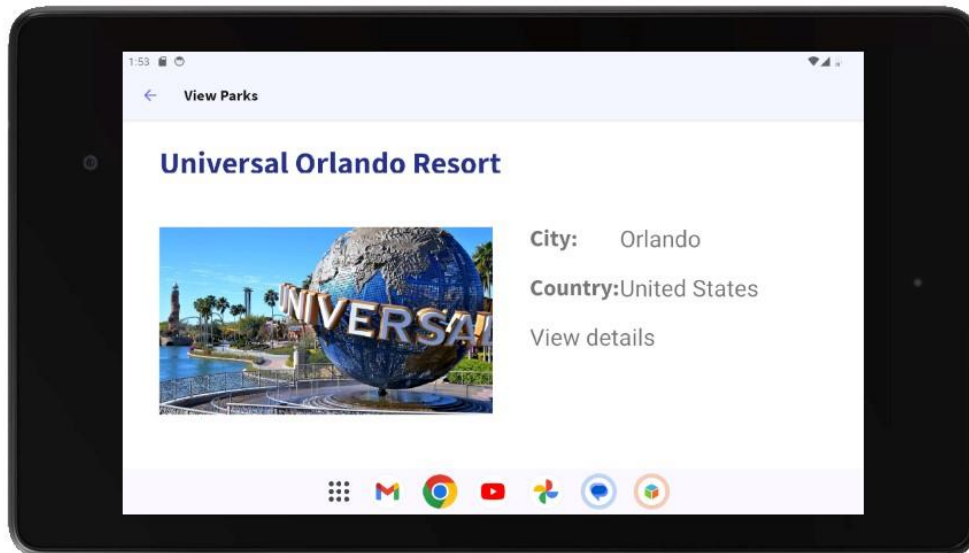 1:53
View Parks
Universal Orlando Resort
UNIVERSAL
City: Orlando
Country:United States
View details